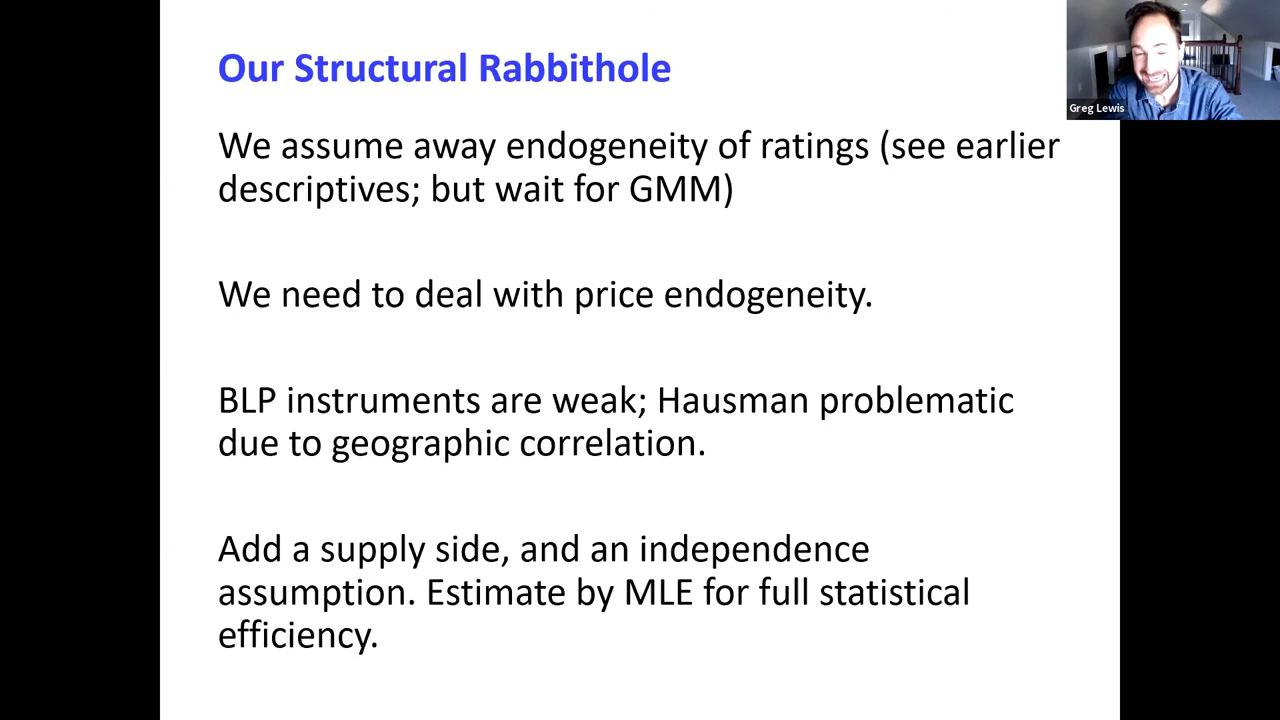 Our Structural Rabbithole
Greg Lewis
We assume away endogeneity of ratings (see earlier
descriptives; but wait for GMM)
We need to deal with price endogeneity.
BLP instruments are weak; Hausman problematic
due to geographic correlation.
Add a supply side, and an independence
assumption. Estimate by MLE for full statistical
efficiency.